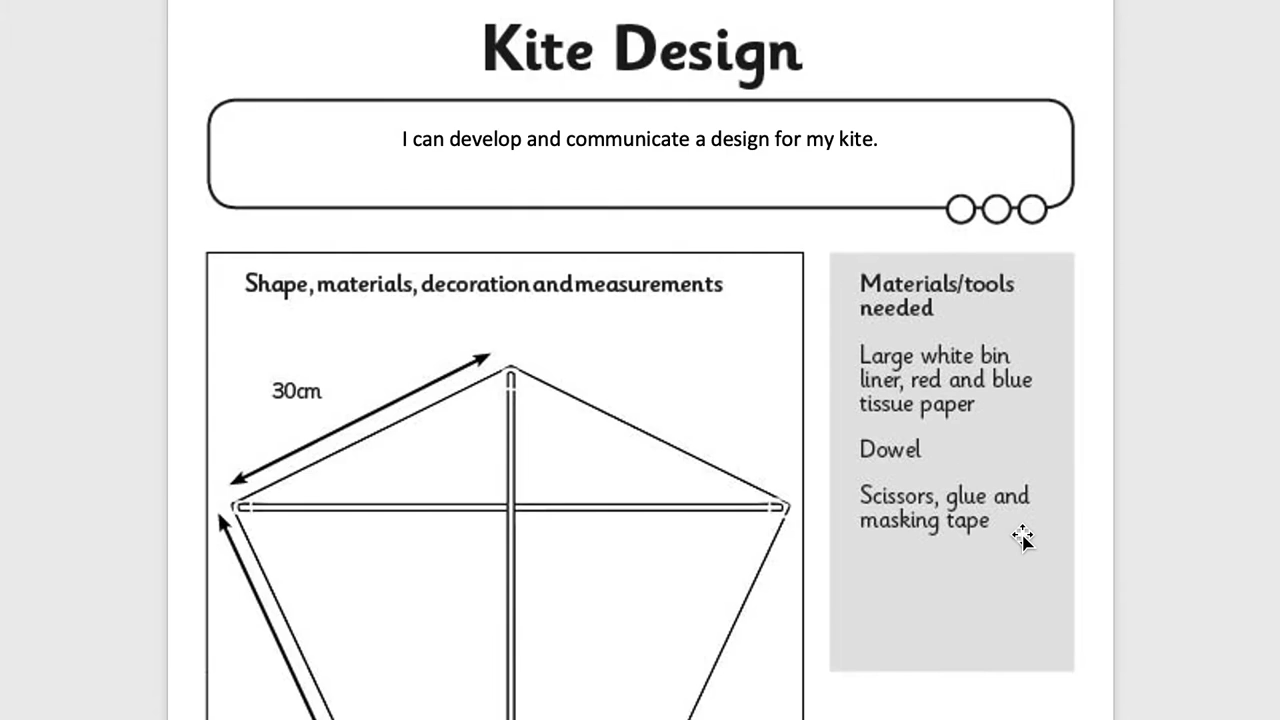 Kite Design
I can develop and communicate a design for my kite.
Shape, materials, decoration and measurements
30cm
Materials/tools
needed
Large white bin
liner, red and blue
tissue paper
Dowel
Scissors, glue and
masking tape